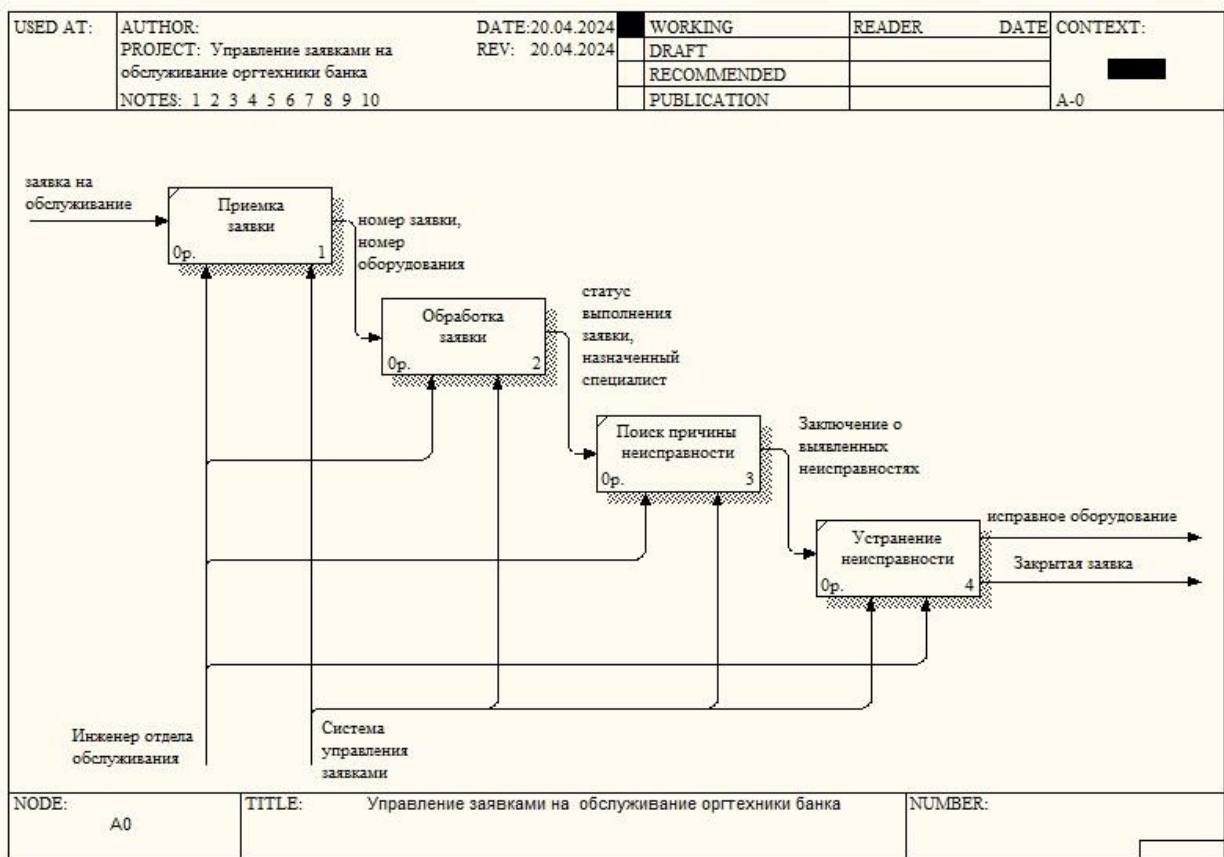 USED AT:
AUTHOR:
DATE:20.04.2024
PROJECT: Управление заявками на
REV: 20.04.2024
обслуживание оргтехники банка
NOTES: 1 2 3 4 5 6 7 8 9 10
WORKING
DRAFT
RECOMMENDED
PUBLICATION
READER
DATE
CONTEXT:
A-0
заявка на
обслуживание
Приемка
заявки
0р.
1
номер заявки,
номер
оборудования
Обработка
заявки
0р.
2
статус
выполнения
заявки,
назначенный
специалист
Поиск причины
неисправности
0р.
3
Заключение о
выявленных
неисправностях
Устранение
неисправности
0р.
4
исправное оборудование
Закрытая заявка
Инженер отдела
обслуживания
Система
управления
заявками
NODE:
A0
TITLE:
Управление заявками на обслуживание оргтехники банка
NUMBER: